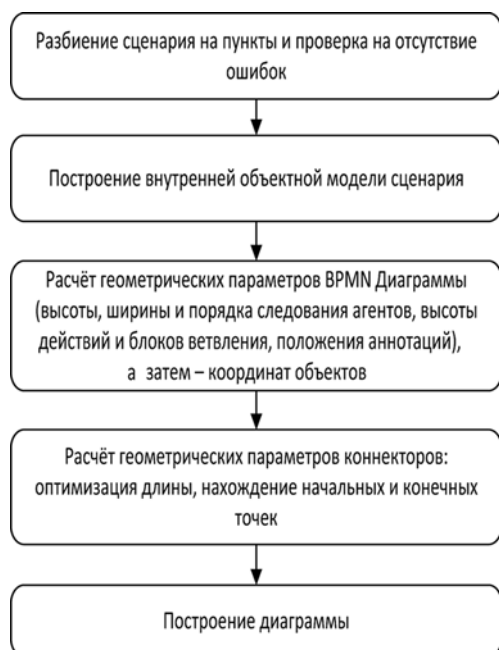 Разбиение сценария на пункты и проверка на отсутствие
ошибок
Построение внутренней объектной модели сценария
Расчёт геометрических параметров BPMN Диаграммы
(высоты, ширины и порядка следования агентов, высоты
действий и блоков ветвления, положения аннотаций),
а затем – координат объектов
Расчёт геометрических параметров коннекторов:
оптимизация длины, нахождение начальных и конечных
точек
Построение диаграммы